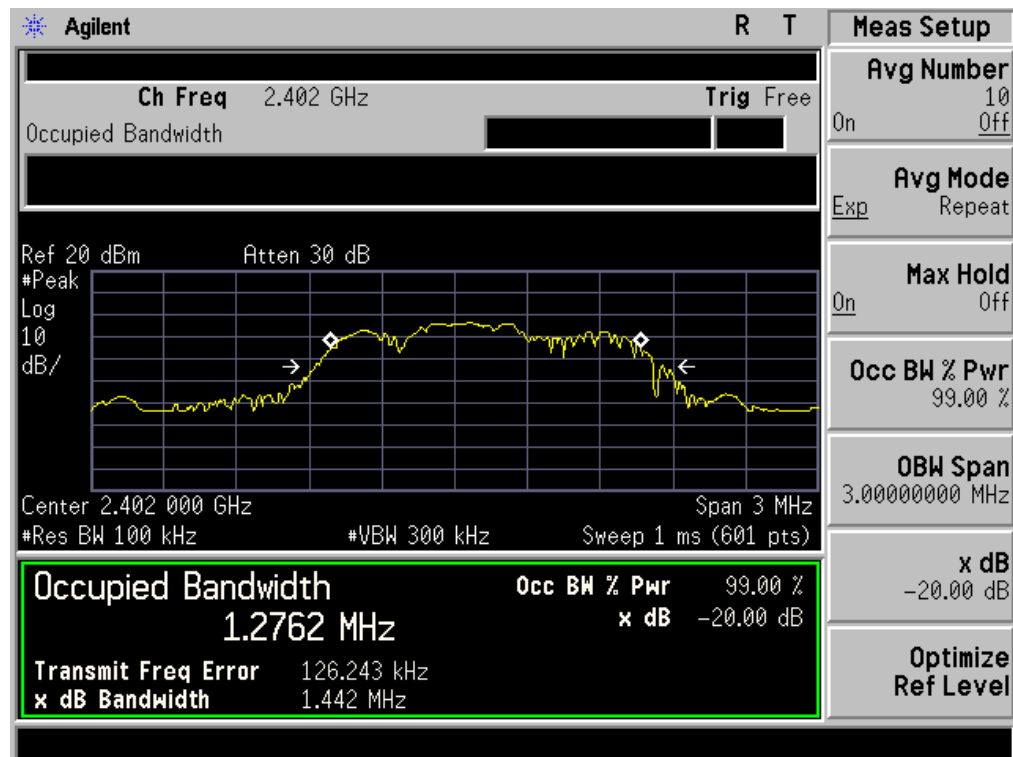 Agilent R T
Ch Freq 2.402 GHz Trig Free
Occupied Bandwidth
Ref 20 dBm Atten 30 dB
#Peak
Log
10
dB/
Center 2.402 000 GHz Span 3 MHz
#Res BW 100 kHz #VBW 300 kHz Sweep 1 ms (601 pts)
Occupied Bandwidth
1.2762 MHz
Occ BW % Pwr 99.00 %
x dB -20.00 dB
Transmit Freq Error 126.243 kHz
x dB Bandwidth 1.442 MHz
Meas Setup
Avg Number
10
On Off
Avg Mode
Exp Repeat
Max Hold
On Off
Occ BW % Pwr
99.00 %
OBW Span
3.00000000 MHz
x dB
-20.00 dB
Optimize
Ref Level